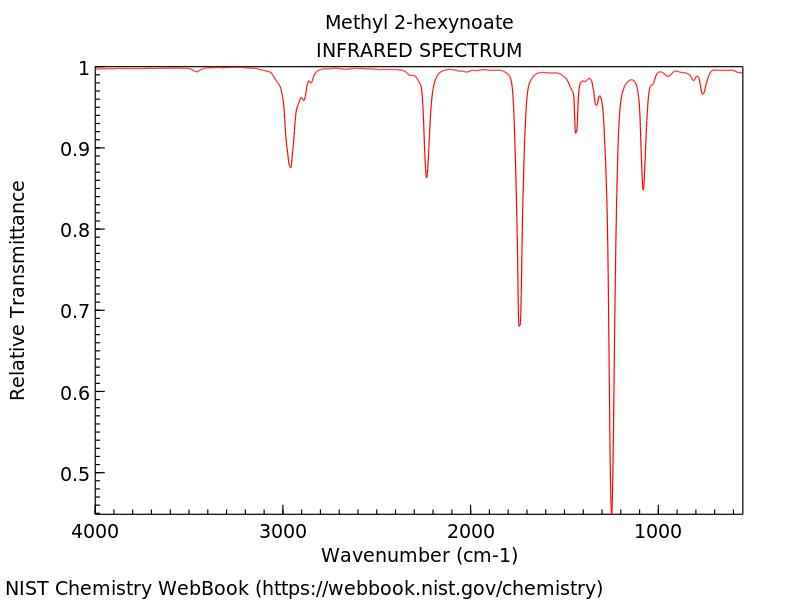 Methyl 2-hexynoate
INFRARED SPECTRUM
1
0.9
0.8
0.7
0.6
0.5
Relative Transmittance
4000 3000 2000 1000
Wavenumber (cm-1)
NIST Chemistry WebBook (https://webbook.nist.gov/chemistry)